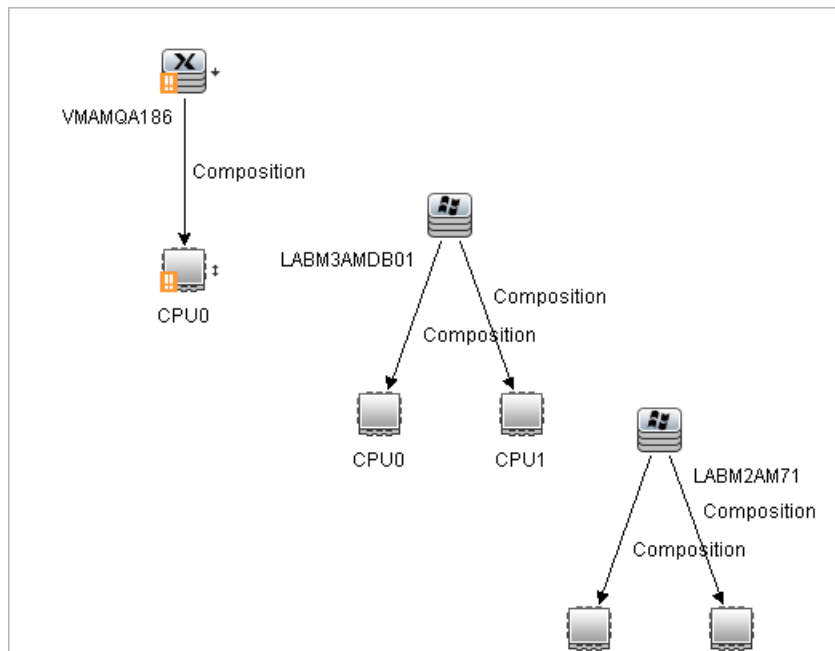 VMAMQA186
Composition
CPU0
LABM3AMDB01
Composition
Composition
CPU0
CPU1
LABM2AM71
Composition
Composition